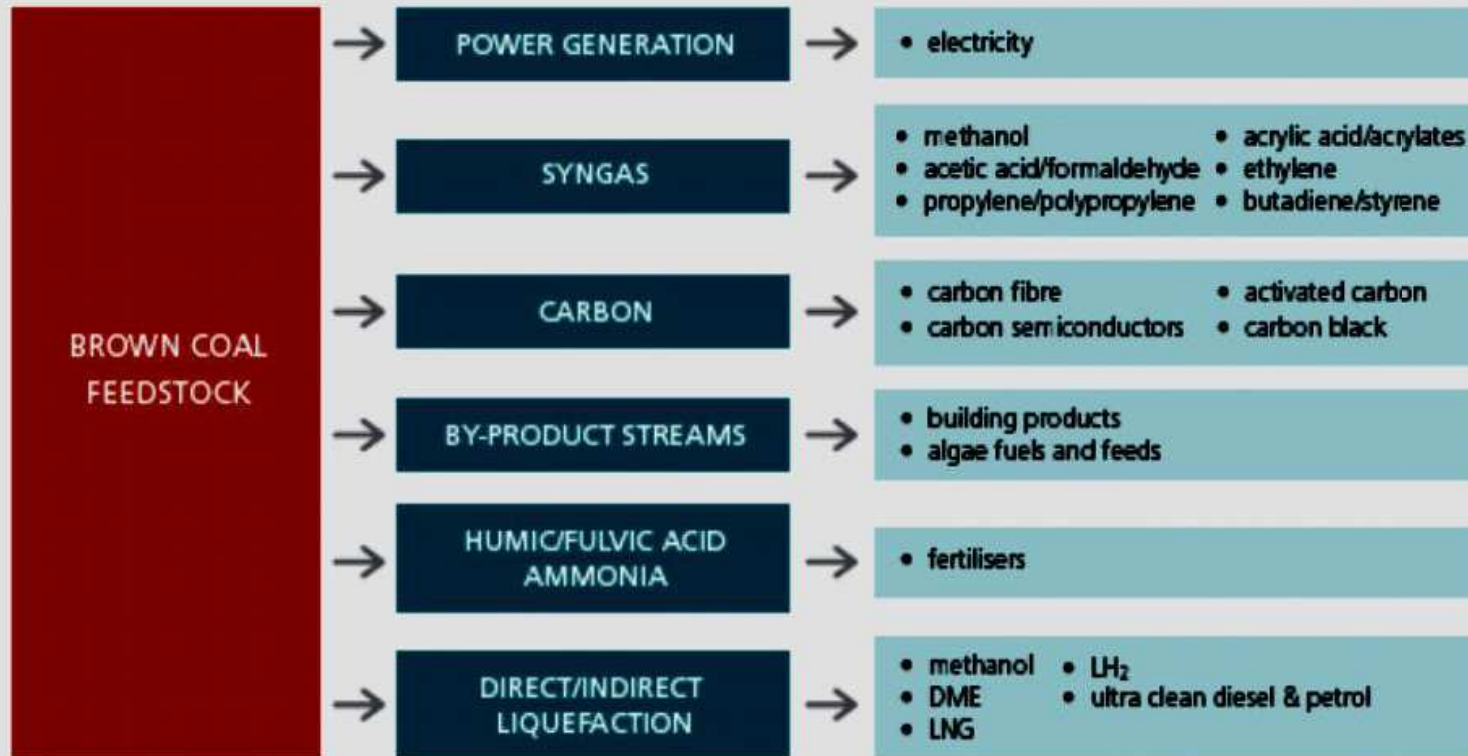 BROWN COAL
FEEDSTOCK
POWER GENERATION
• electricity
SYNGAS
• methanol
• acetic acid/formaldehyde
• propylene/polypropylene
• acrylic acid/acrylates
• ethylene
• butadiene/styrene
CARBON
• carbon fibre
• carbon semiconductors
• activated carbon
• carbon black
BY-PRODUCT STREAMS
• building products
• algae fuels and feeds
HUMIC/FULVIC ACID
AMMONIA
• fertilisers
DIRECT/INDIRECT
LIQUEFACTION
• methanol
• DME
• LNG
• LH₂
• ultra clean diesel & petrol